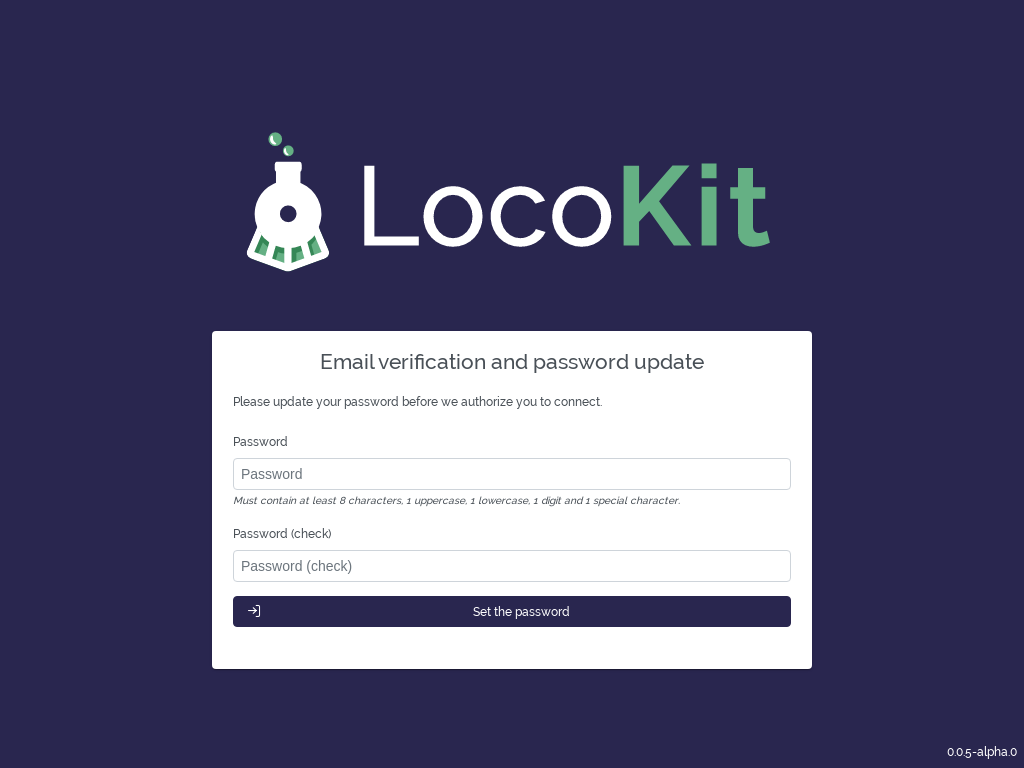 LocoKit
Email verification and password update
Please update your password before we authorize you to connect.
Password
Password
Must contain at least 8 characters, 1 uppercase, 1 lowercase, 1 digit and 1 special character.
Password (check)
Password (check)
Set the password
0.0.5-alpha.0